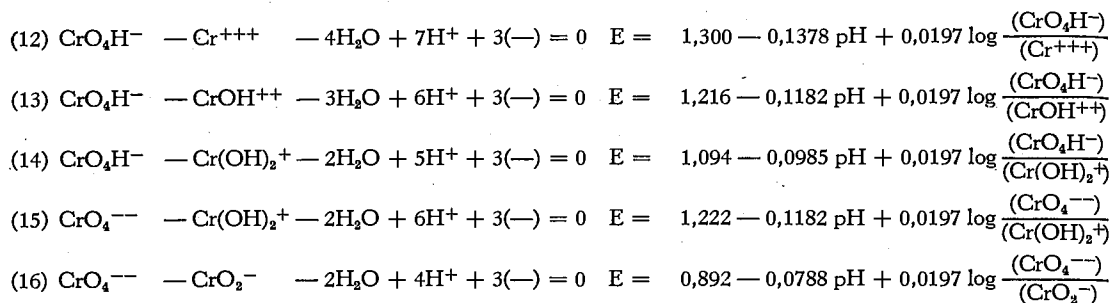 (12) CrO₄H⁻ — Cr⁺⁺⁺ — 4H₂O + 7H⁺ + 3(—) = 0 E = 1,300 — 0,1378 pH + 0,0197 log (CrO₄H⁻)/(Cr⁺⁺⁺)
(13) CrO₄H⁻ — CrOH⁺⁺ — 3H₂O + 6H⁺ + 3(—) = 0 E = 1,216 — 0,1182 pH + 0,0197 log (CrO₄H⁻)/(CrOH⁺⁺)
(14) CrO₄H⁻ — Cr(OH)₂⁺ — 2H₂O + 5H⁺ + 3(—) = 0 E = 1,094 — 0,0985 pH + 0,0197 log (CrO₄H⁻)/(Cr(OH)₂⁺)
(15) CrO₄⁻⁻ — Cr(OH)₂⁺ — 2H₂O + 6H⁺ + 3(—) = 0 E = 1,222 — 0,1182 pH + 0,0197 log (CrO₄⁻⁻)/(Cr(OH)₂⁺)
(16) CrO₄⁻⁻ — CrO₂⁻ — 2H₂O + 4H⁺ + 3(—) = 0 E = 0,892 — 0,0788 pH + 0,0197 log (CrO₄⁻⁻)/(CrO₂⁻)